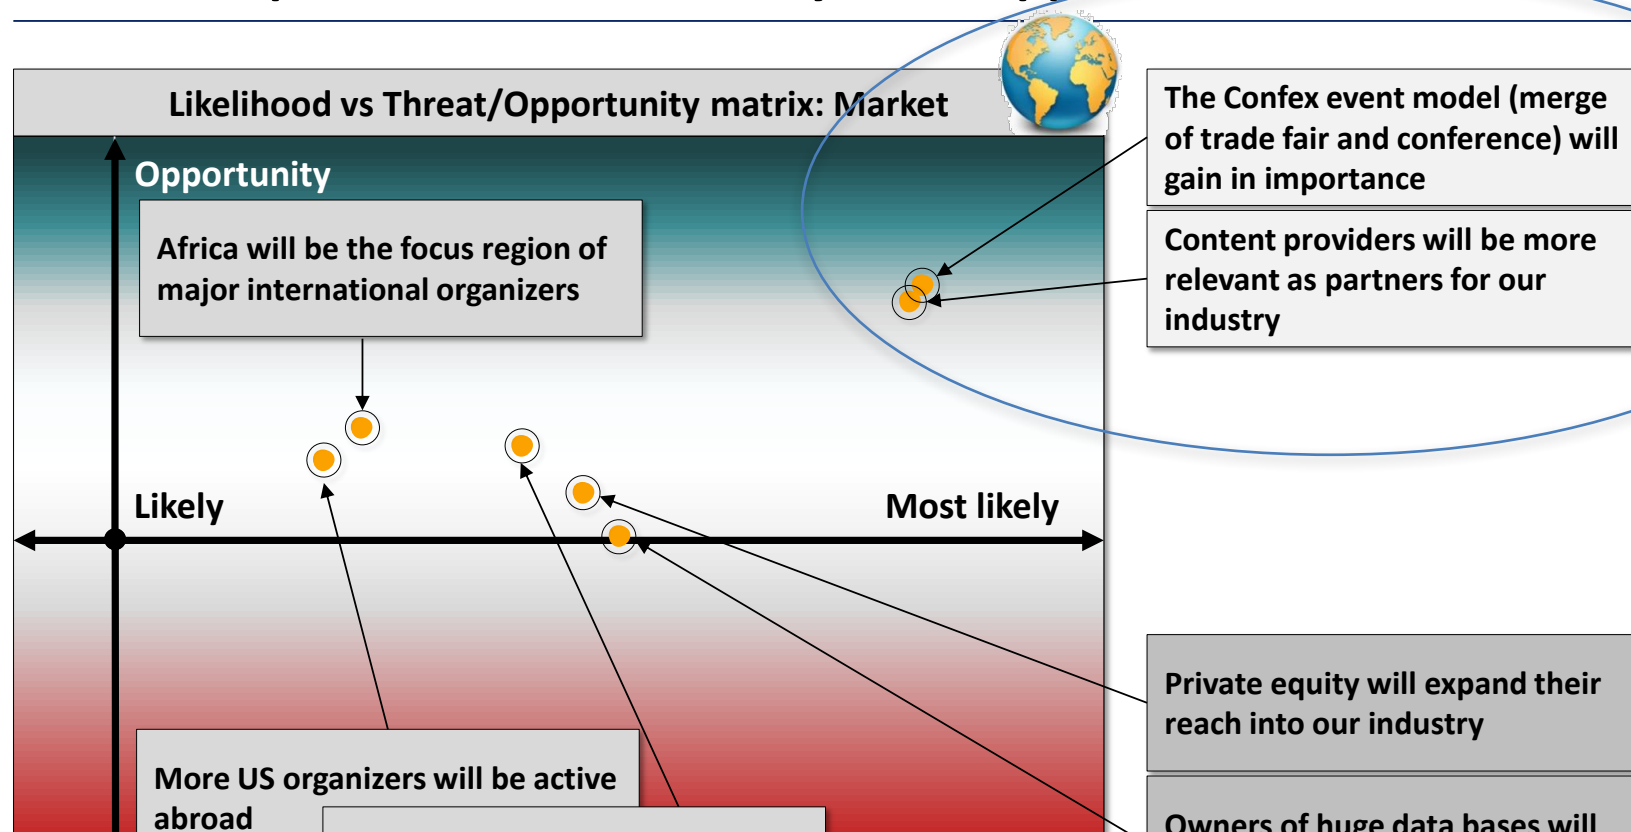 Likelihood vs Threat/Opportunity matrix: Market
The Confex event model (merge
of trade fair and conference) will
gain in importance
Opportunity
Content providers will be more
relevant as partners for our
industry
Africa will be the focus region of
major international organizers
Likely
Most likely
Private equity will expand their
reach into our industry
More US organizers will be active
abroad
Owners of huge data bases will